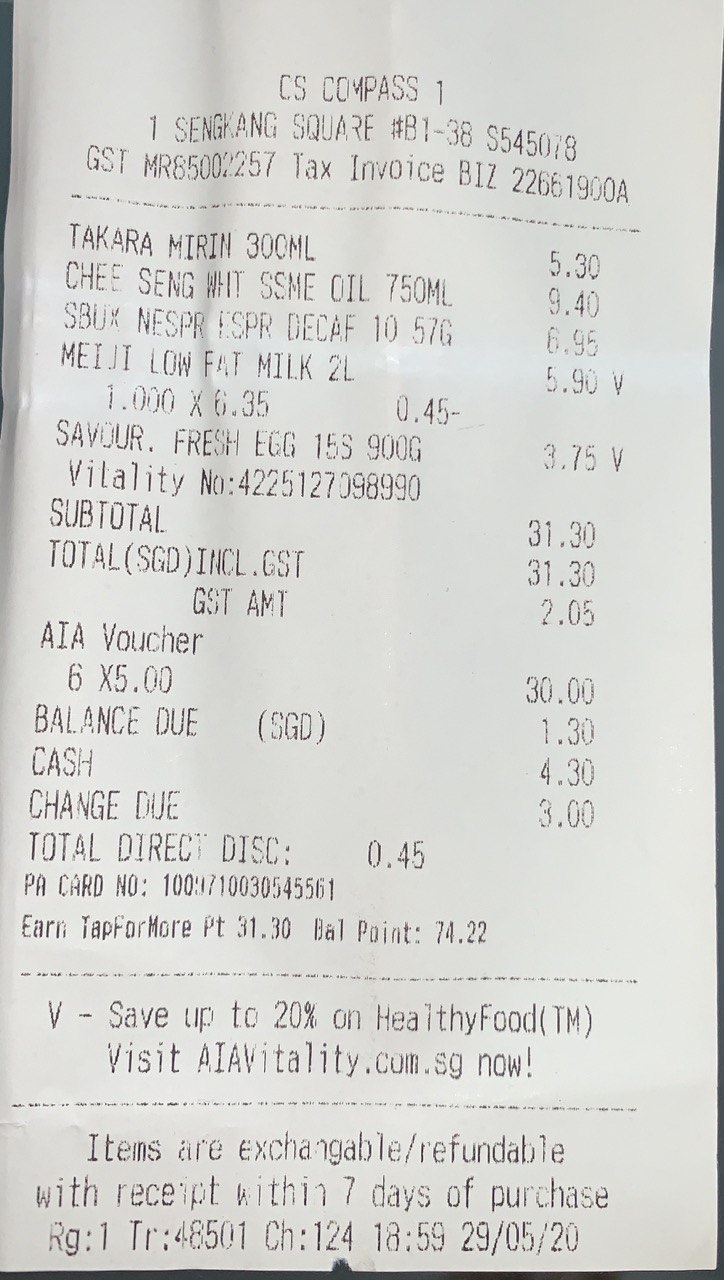 CS COMPASS 1
1 SENGKANG SQUARE #B1-38 S545078
GST MR85002257 Tax Invoice BIZ 22661900A
TAKARA MIRIN 300ML 5.30
CHEE SENG WHT SSME OIL 750ML 9.40
SBUX NESPR ESPR DECAF 10 57G 6.95
MEIJI LOW FAT MILK 2L 5.90 V
1.000 X 6.35 0.45-
SAVOUR. FRESH EGG 15S 900G 3.75 V
Vitality No:4225127098990
SUBTOTAL 31.30
TOTAL(SGD)INCL.GST 31.30
GST AMT 2.05
AIA Voucher
6 X5.00 30.00
BALANCE DUE (SGD) 1.30
CASH 4.30
CHANGE DUE 3.00
TOTAL DIRECT DISC: 0.45
PA CARD NO: 1009710030545561
Earn TapForMore Pt 31.30 Bal Point: 74.22
V - Save up to 20% on HealthyFood(TM)
Visit AIAVitality.com.sg now!
Items are exchangable/refundable
with receipt within 7 days of purchase
Rg:1 Tr:48501 Ch:124 18:59 29/05/20